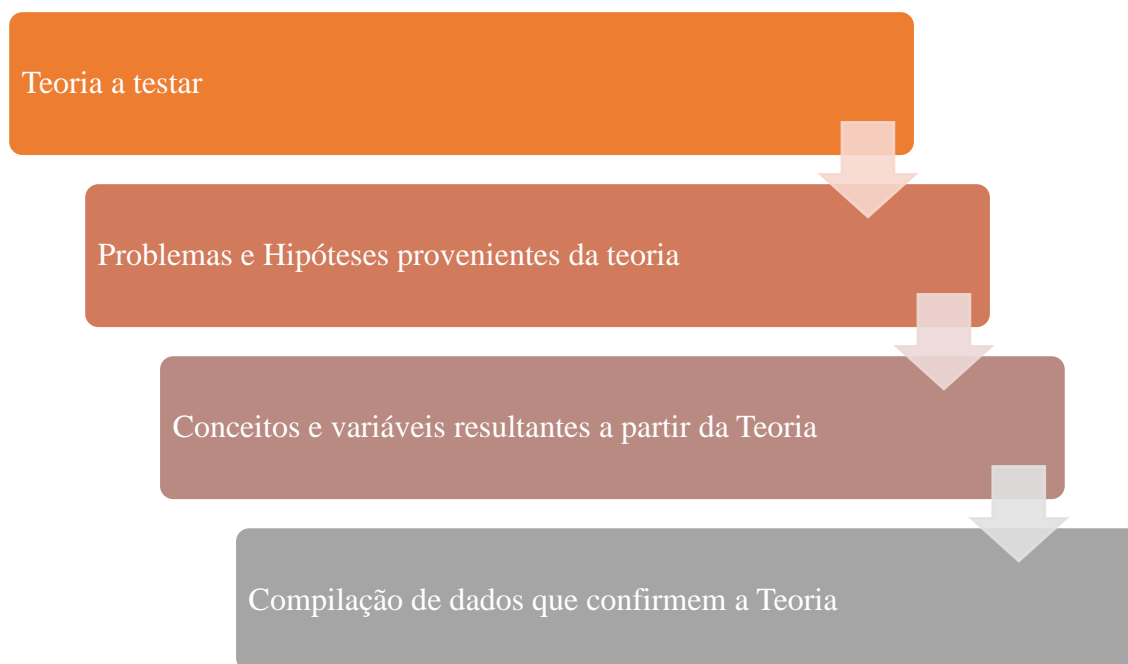 Teoria a testar
Problemas e Hipóteses provenientes da teoria
Conceitos e variáveis resultantes a partir da Teoria
Compilação de dados que confirmem a Teoria